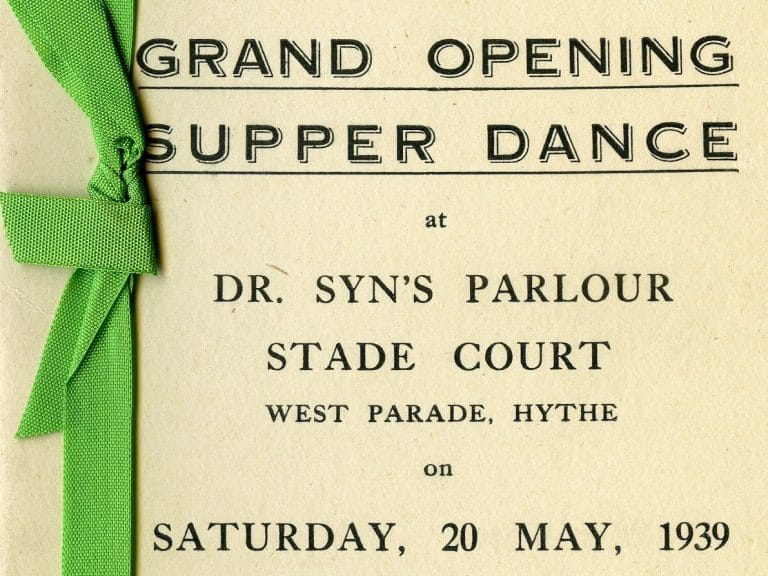 GRAND OPENING
SUPPER DANCE
at
DR. SYN'S PARLOUR
STADE COURT
WEST PARADE, HYTHE
on
SATURDAY, 20 MAY, 1939